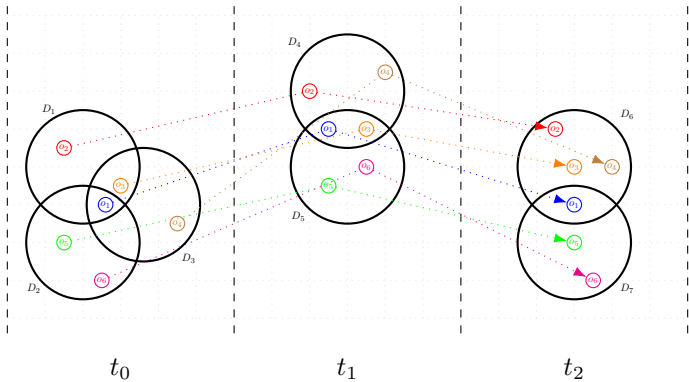 D₄
o₄
o₂
D₁
D₆
o₁ o₃ o₂
o₂
o₆ o₃ o₄
o₃ o₅
o₁ D₅ o₁
o₄
o₅ o₅
D₃
o₆ o₆
D₂ D₇
t₀ t₁ t₂